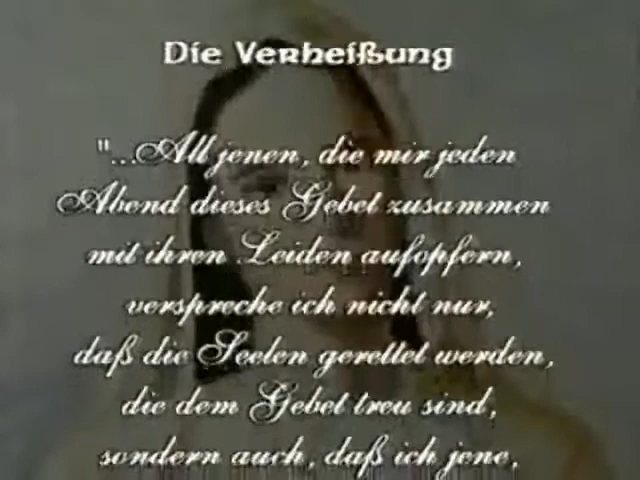 Die Verheißung
"...All jenen, die mir jeden
Abend dieses Gebet zusammen
mit ihren Leiden aufopfern,
verspreche ich nicht nur,
daß die Seelen gerettet werden,
die dem Gebet treu sind,
sondern auch, daß ich jene,